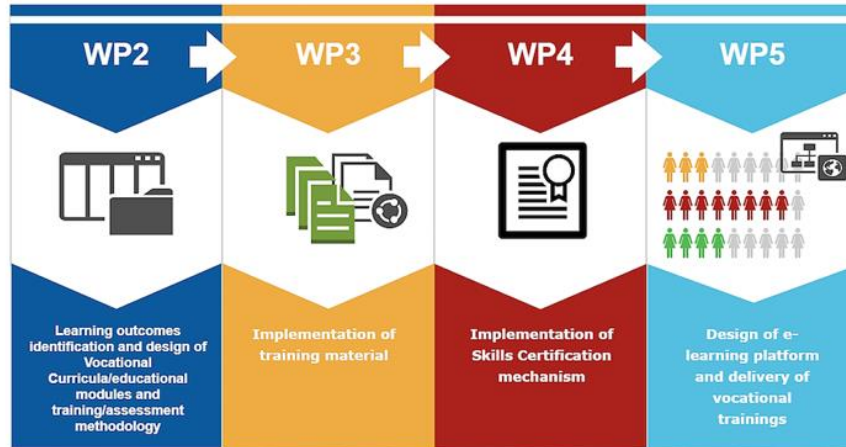 WP2
WP3
WP4
WP5
Learning outcomes
identification and design of
Vocational
Curricula/educational
modules and
training/assessment
methodology
Implementation of
training material
Implementation of
Skills Certification
mechanism
Design of e-
learning platform
and delivery of
vocational
trainings